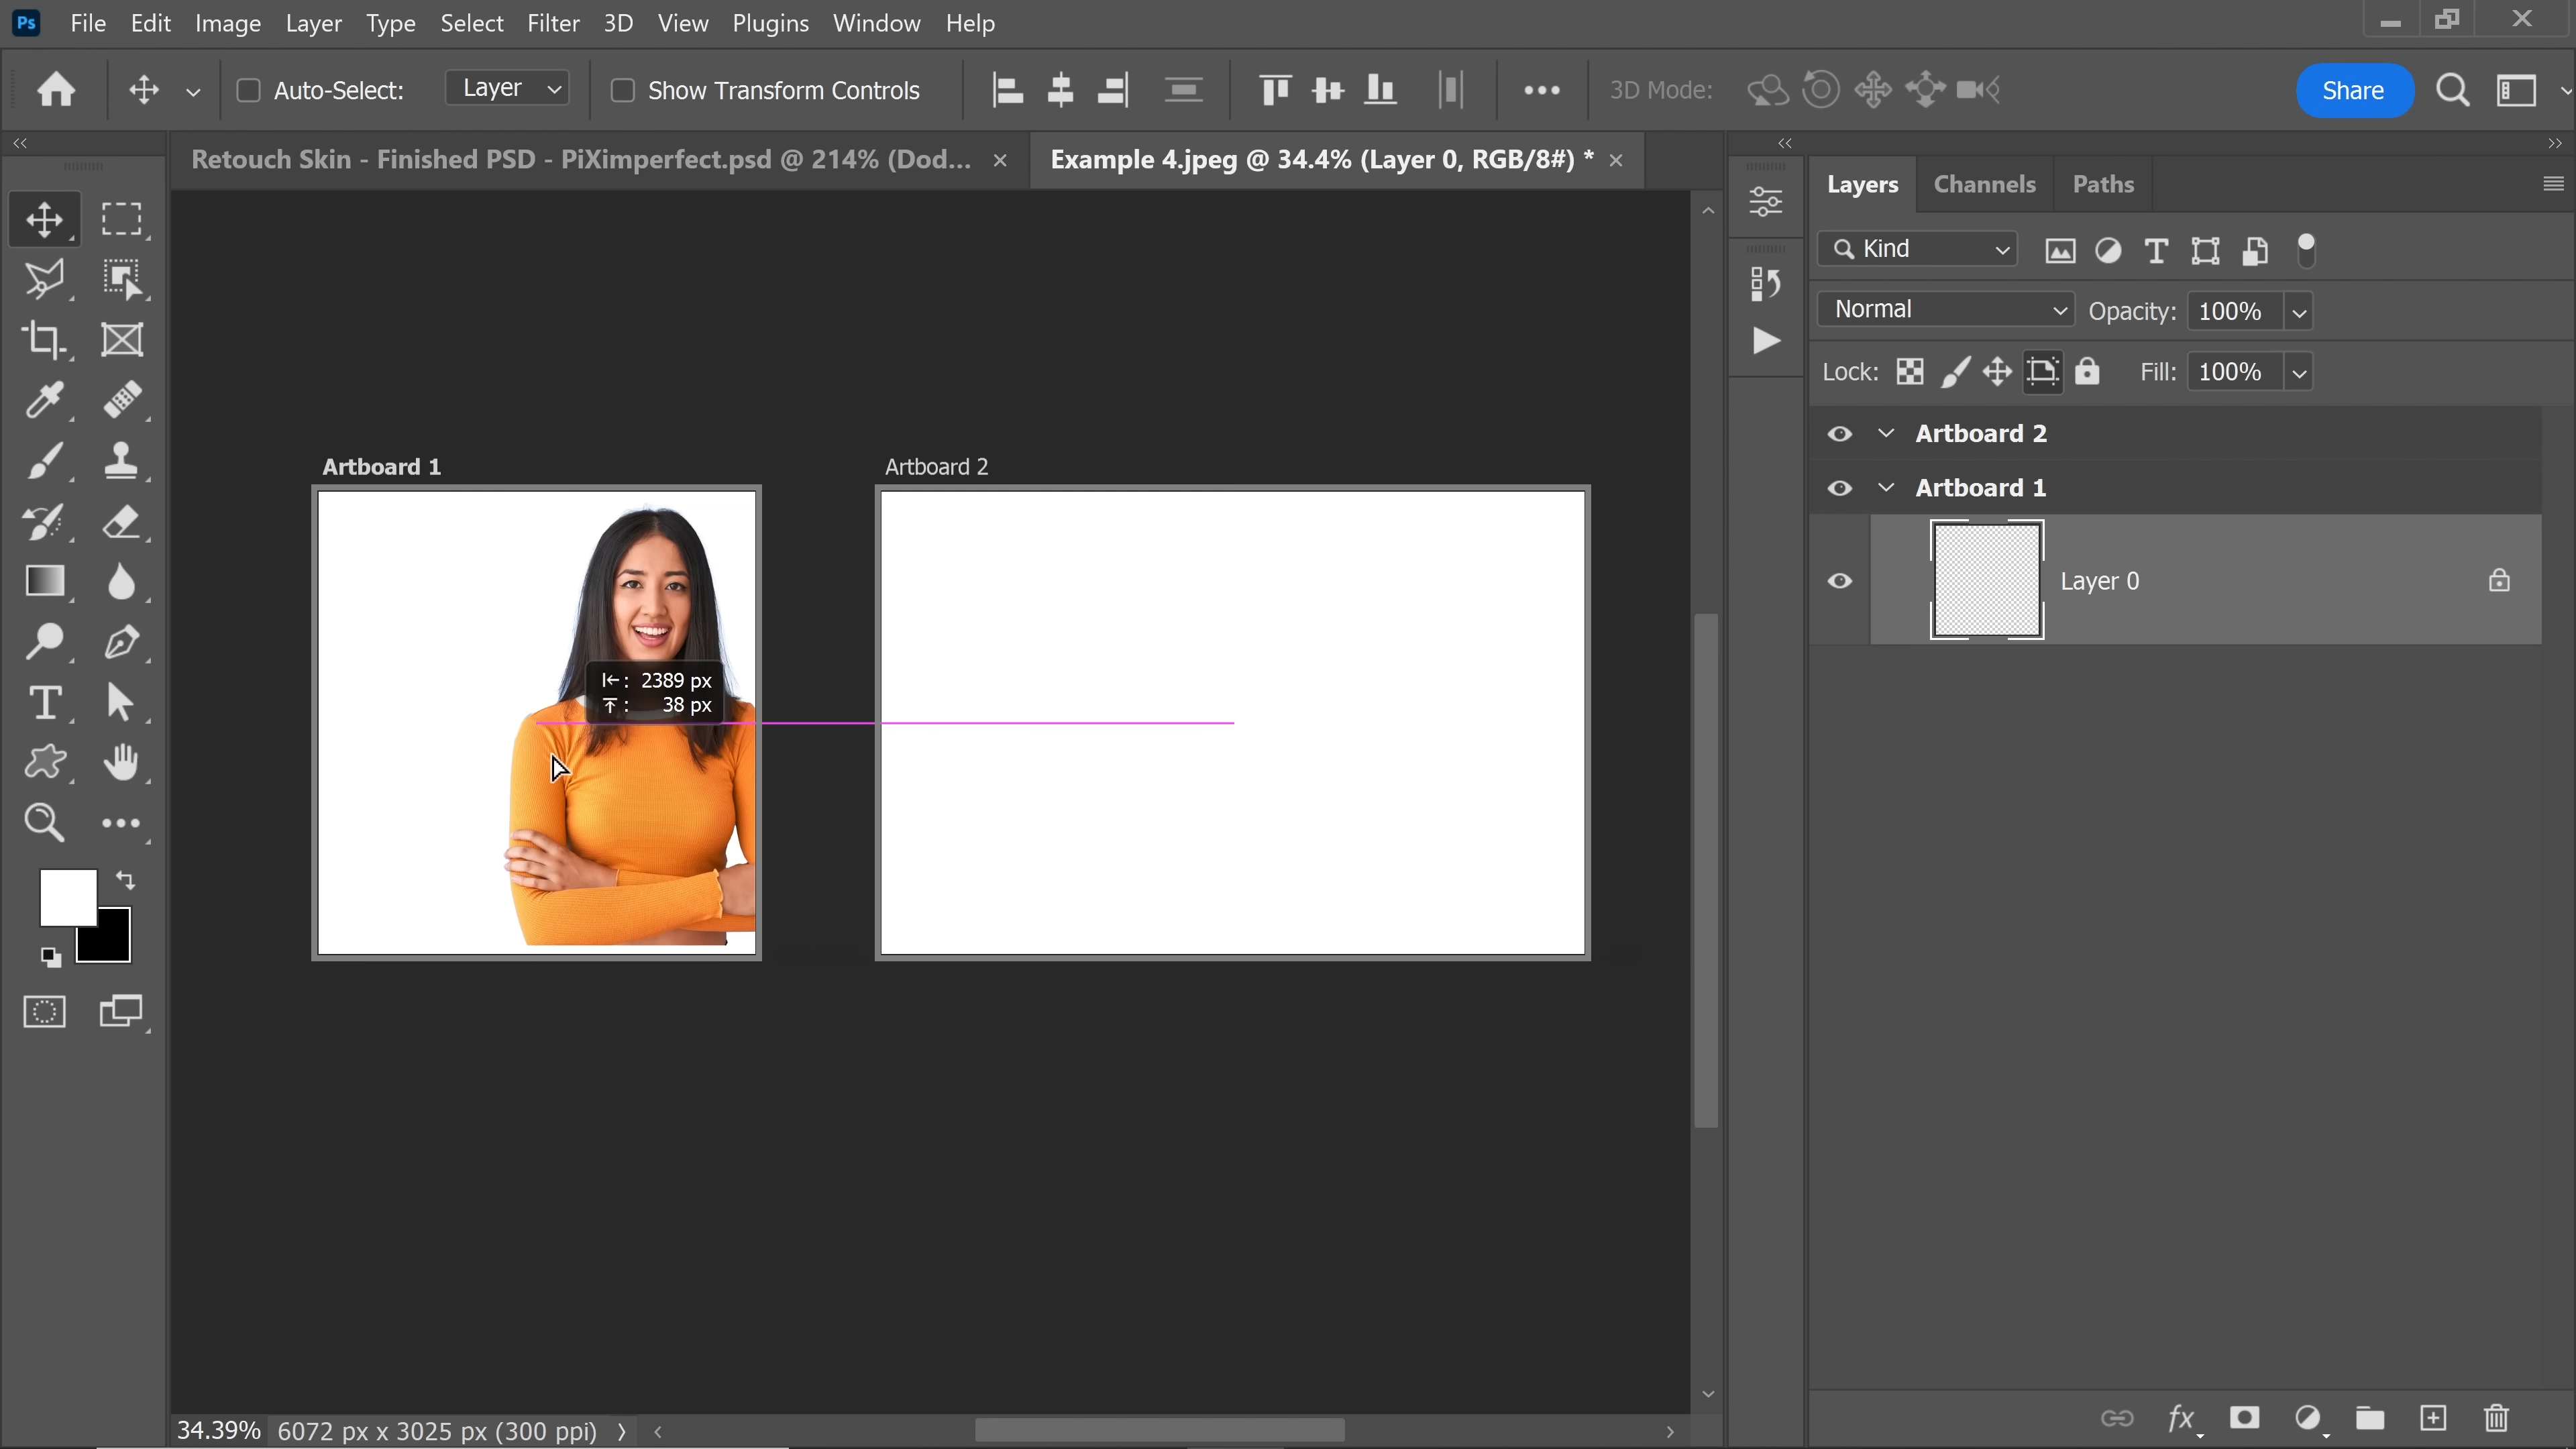 Ps File Edit Image Layer Type Select Filter 3D View Plugins Window Help
Auto-Select: Layer Show Transform Controls 3D Mode: Share
Retouch Skin - Finished PSD - PiXimperfect.psd @ 214% (Dod... × Example 4.jpeg @ 34.4% (Layer 0, RGB/8#) * ×
Layers Channels Paths
Kind
Normal Opacity: 100%
Lock: Fill: 100%
Artboard 2
Artboard 1
Layer 0
Artboard 1 Artboard 2
: 2389 px
: 38 px
34.39% 6072 px x 3025 px (300 ppi)
fx